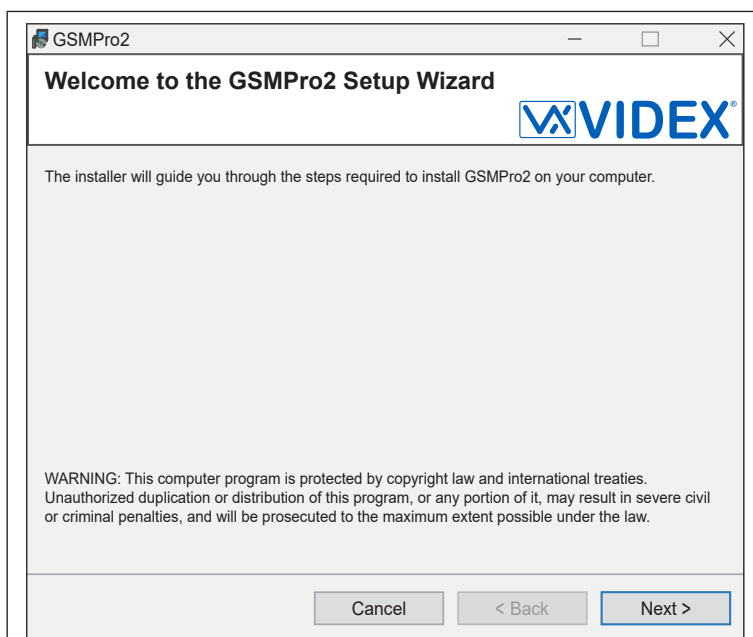 GSMPro2
Welcome to the GSMPro2 Setup Wizard
VIDEX®
The installer will guide you through the steps required to install GSMPro2 on your computer.
WARNING: This computer program is protected by copyright law and international treaties.
Unauthorized duplication or distribution of this program, or any portion of it, may result in severe civil
or criminal penalties, and will be prosecuted to the maximum extent possible under the law.
Cancel
< Back
Next >